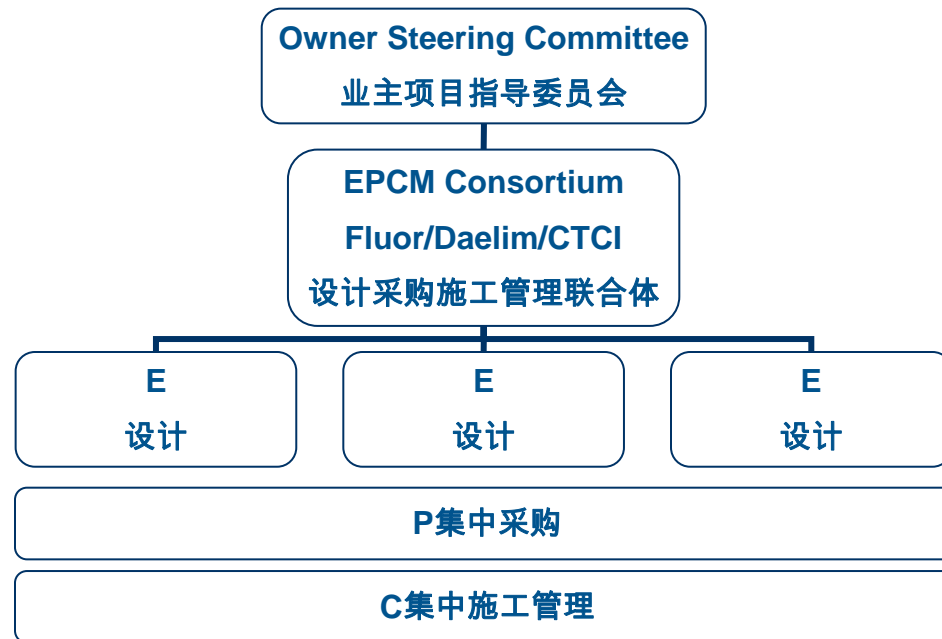 Owner Steering Committee
业主项目指导委员会
EPCM Consortium
Fluor/Daelim/CTCI
设计采购施工管理联合体
E
设计
E
设计
E
设计
P集中采购
C集中施工管理